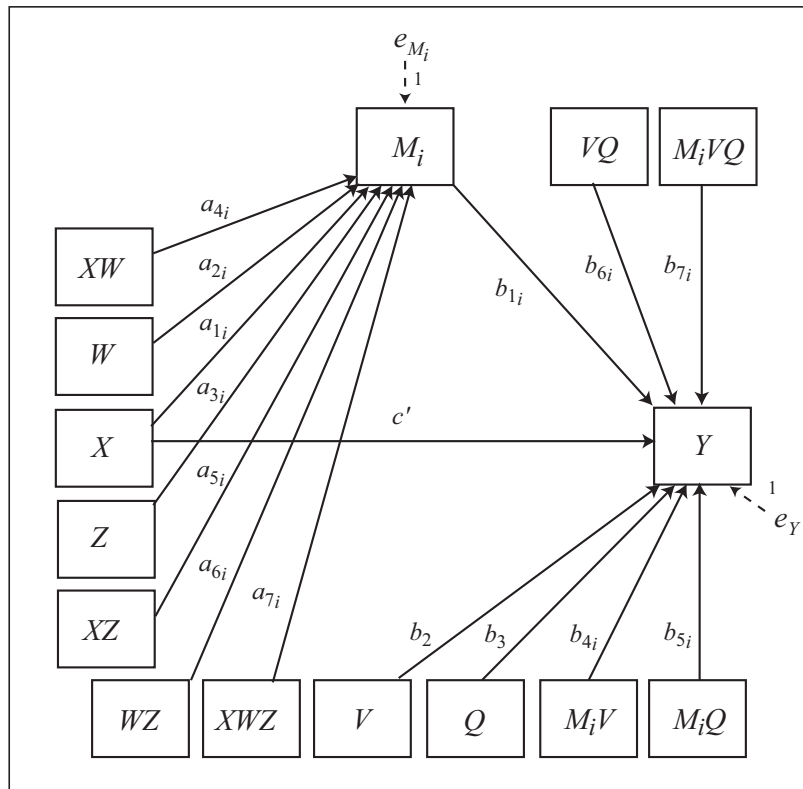 e_{M_i}
1
M_i
VQ
M_iVQ
a_{4_i}
XW
a_{2_i}
b_{6_i}
b_{7_i}
b_{1_i}
W
a_{1_i}
a_{3_i}
X
c′
Y
a_{5_i}
1
e_Y
Z
a_{6_i}
a_{7_i}
XZ
b_2
b_3
b_{4_i}
b_{5_i}
WZ
XWZ
V
Q
M_iV
M_iQ